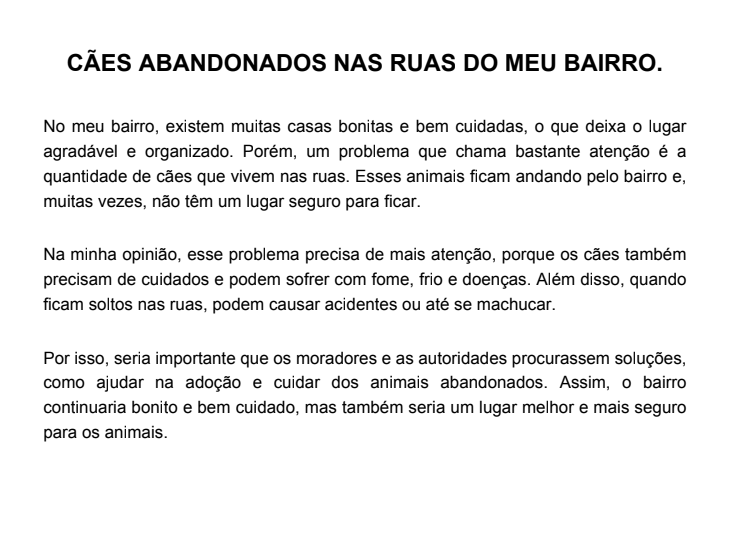 CÃES ABANDONADOS NAS RUAS DO MEU BAIRRO.
No meu bairro, existem muitas casas bonitas e bem cuidadas, o que deixa o lugar
agradável e organizado. Porém, um problema que chama bastante atenção é a
quantidade de cães que vivem nas ruas. Esses animais ficam andando pelo bairro e,
muitas vezes, não têm um lugar seguro para ficar.
Na minha opinião, esse problema precisa de mais atenção, porque os cães também
precisam de cuidados e podem sofrer com fome, frio e doenças. Além disso, quando
ficam soltos nas ruas, podem causar acidentes ou até se machucar.
Por isso, seria importante que os moradores e as autoridades procurassem soluções,
como ajudar na adoção e cuidar dos animais abandonados. Assim, o bairro
continuaria bonito e bem cuidado, mas também seria um lugar melhor e mais seguro
para os animais.